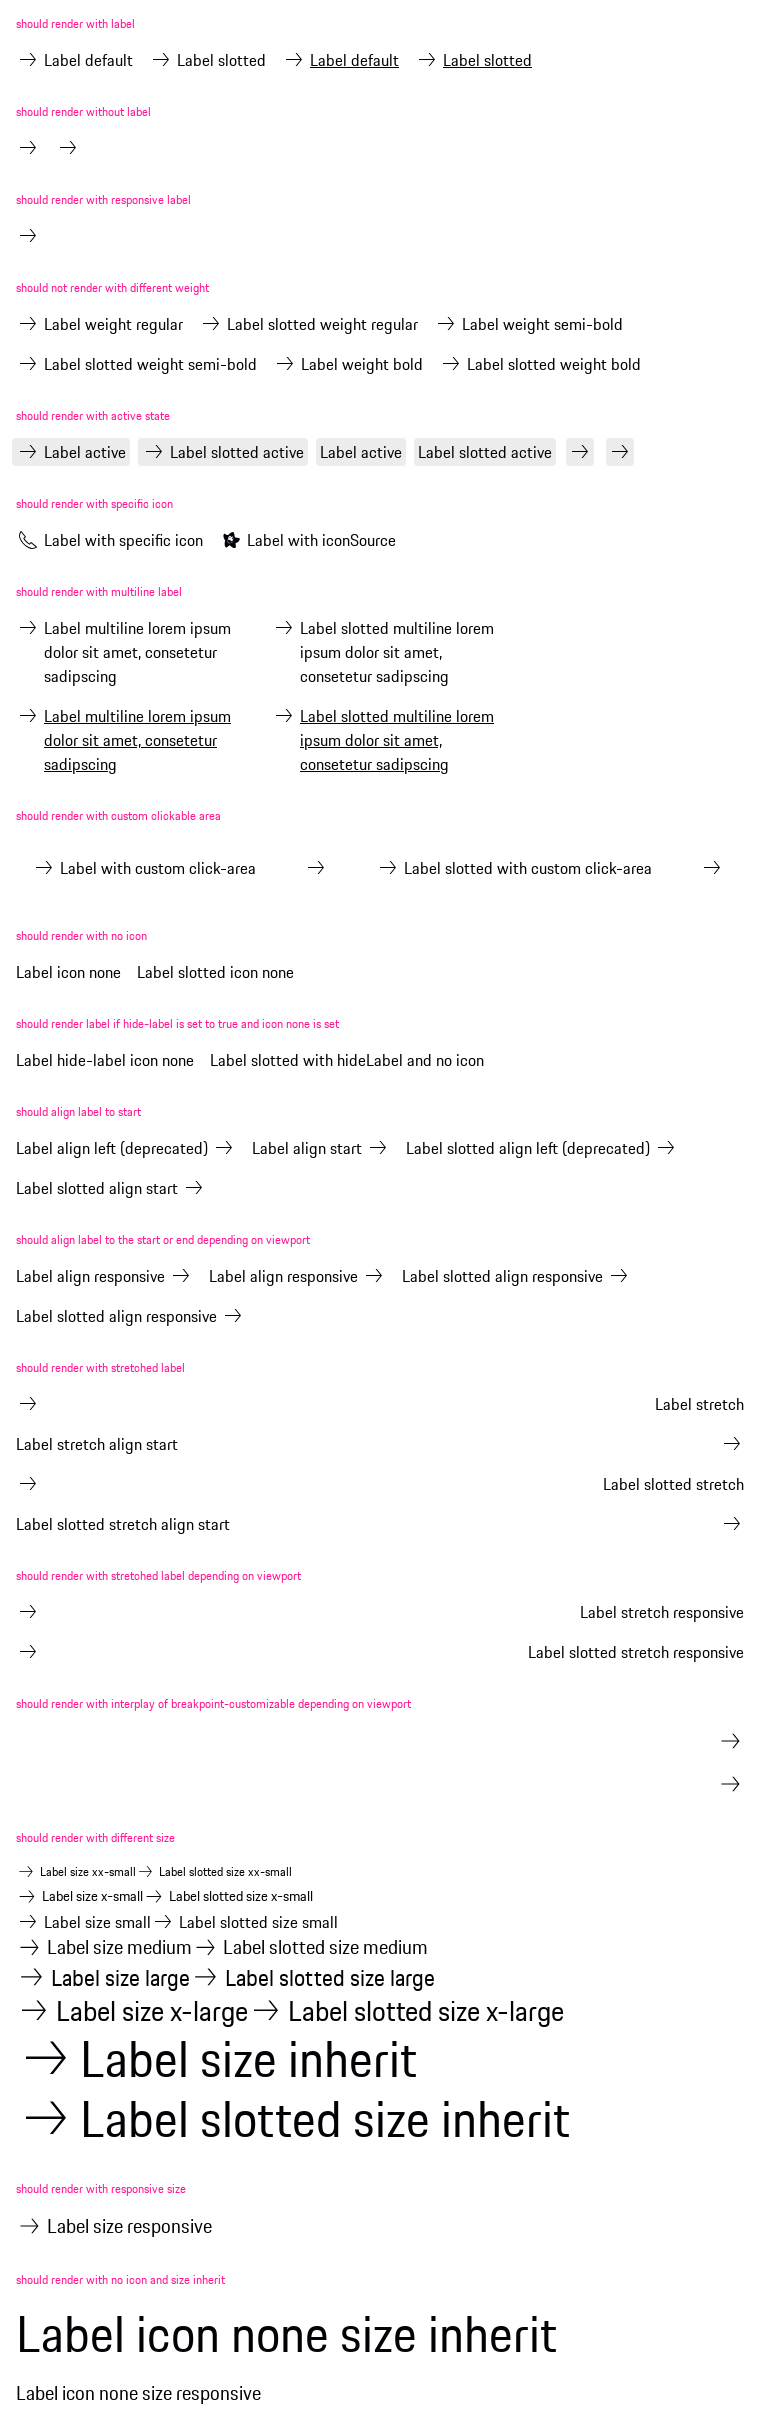 should render with label
Label default Label slotted Label default Label slotted
should render without label
should render with responsive label
should not render with different weight
Label weight regular Label slotted weight regular Label weight semi-bold
Label slotted weight semi-bold Label weight bold Label slotted weight bold
should render with active state
Label active Label slotted active Label active Label slotted active
should render with specific icon
Label with specific icon Label with iconSource
should render with multiline label
Label multiline lorem ipsum Label slotted multiline lorem
dolor sit amet, consetetur ipsum dolor sit amet,
sadipscing consetetur sadipscing
Label multiline lorem ipsum Label slotted multiline lorem
dolor sit amet, consetetur ipsum dolor sit amet,
sadipscing consetetur sadipscing
should render with custom clickable area
Label with custom click-area Label slotted with custom click-area
should render with no icon
Label icon none Label slotted icon none
should render label if hide-label is set to true and icon none is set
Label hide-label icon none Label slotted with hideLabel and no icon
should align label to start
Label align left (deprecated) Label align start Label slotted align left (deprecated)
Label slotted align start
should align label to the start or end depending on viewport
Label align responsive Label align responsive Label slotted align responsive
Label slotted align responsive
should render with stretched label
Label stretch
Label stretch align start
Label slotted stretch
Label slotted stretch align start
should render with stretched label depending on viewport
Label stretch responsive
Label slotted stretch responsive
should render with interplay of breakpoint-customizable depending on viewport
should render with different size
Label size xx-small Label slotted size xx-small
Label size x-small Label slotted size x-small
Label size small Label slotted size small
Label size medium Label slotted size medium
Label size large Label slotted size large
Label size x-large Label slotted size x-large
Label size inherit
Label slotted size inherit
should render with responsive size
Label size responsive
should render with no icon and size inherit
Label icon none size inherit
Label icon none size responsive